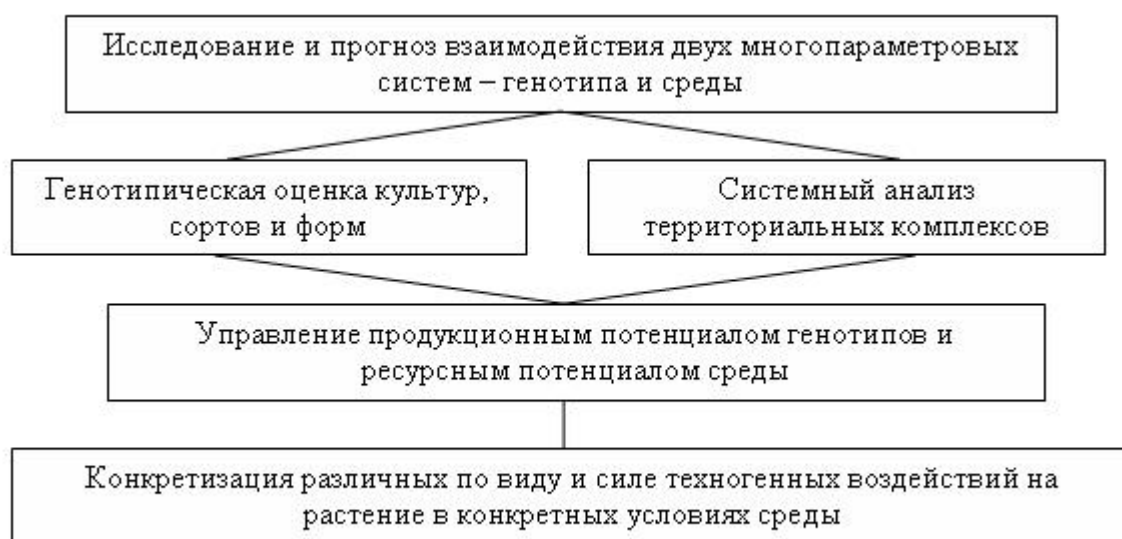 Исследование и прогноз взаимодействия двух многопараметровых
систем – генотипа и среды
Генотипическая оценка культур,
сортов и форм
Системный анализ
территориальных комплексов
Управление продукционным потенциалом генотипов и
ресурсным потенциалом среды
Конкретизация различных по виду и силе техногенных воздействий на
растение в конкретных условиях среды